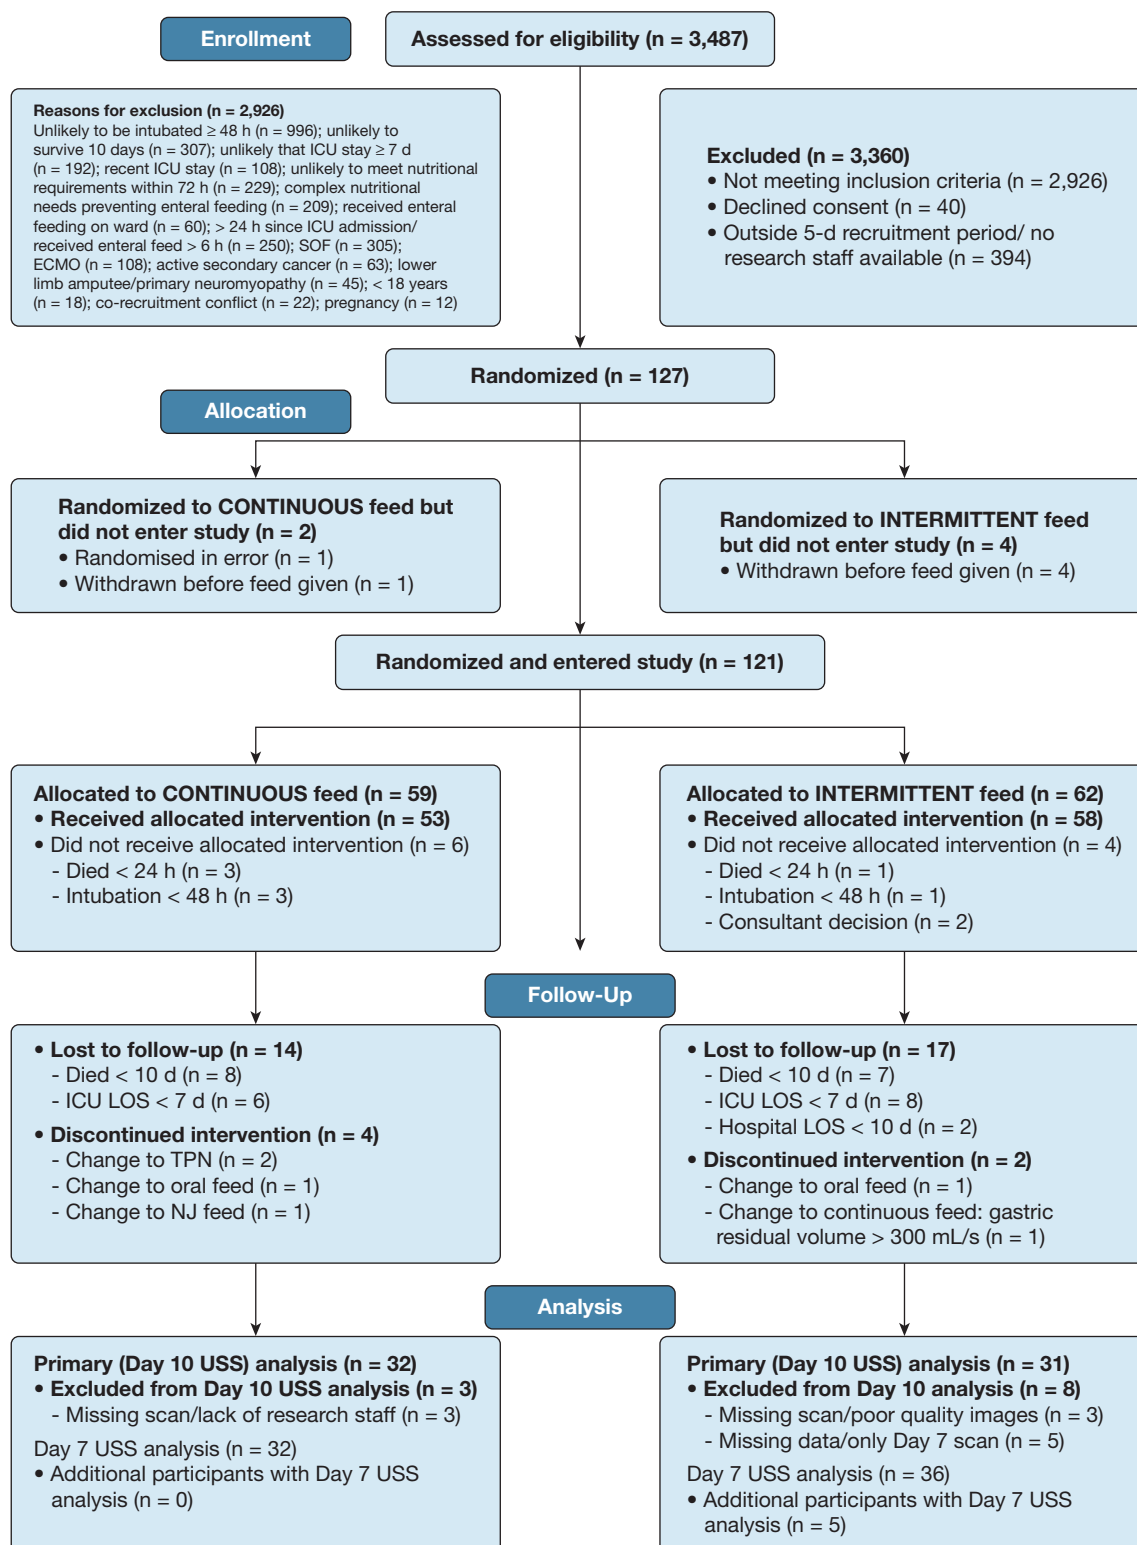 Enrollment
Assessed for eligibility (n = 3,487)
Reasons for exclusion (n = 2,926)
Unlikely to be intubated ≥ 48 h (n = 996); unlikely to
survive 10 days (n = 307); unlikely that ICU stay ≥ 7 d
(n = 192); recent ICU stay (n = 108); unlikely to meet nutritional
requirements within 72 h (n = 229); complex nutritional
needs preventing enteral feeding (n = 209); received enteral
feeding on ward (n = 60); > 24 h since ICU admission/
received enteral feed > 6 h (n = 250); SOF (n = 305);
ECMO (n = 108); active secondary cancer (n = 63); lower
limb amputee/primary neuromyopathy (n = 45); < 18 years
(n = 18); co-recruitment conflict (n = 22); pregnancy (n = 12)
Excluded (n = 3,360)
• Not meeting inclusion criteria (n = 2,926)
• Declined consent (n = 40)
• Outside 5-d recruitment period/ no
research staff available (n = 394)
Randomized (n = 127)
Allocation
Randomized to CONTINUOUS feed but
did not enter study (n = 2)
• Randomised in error (n = 1)
• Withdrawn before feed given (n = 1)
Randomized to INTERMITTENT feed
but did not enter study (n = 4)
• Withdrawn before feed given (n = 4)
Randomized and entered study (n = 121)
Allocated to CONTINUOUS feed (n = 59)
• Received allocated intervention (n = 53)
• Did not receive allocated intervention (n = 6)
- Died < 24 h (n = 3)
- Intubation < 48 h (n = 3)
Allocated to INTERMITTENT feed (n = 62)
• Received allocated intervention (n = 58)
• Did not receive allocated intervention (n = 4)
- Died < 24 h (n = 1)
- Intubation < 48 h (n = 1)
- Consultant decision (n = 2)
Follow-Up
• Lost to follow-up (n = 14)
- Died < 10 d (n = 8)
- ICU LOS < 7 d (n = 6)
• Discontinued intervention (n = 4)
- Change to TPN (n = 2)
- Change to oral feed (n = 1)
- Change to NJ feed (n = 1)
• Lost to follow-up (n = 17)
- Died < 10 d (n = 7)
- ICU LOS < 7 d (n = 8)
- Hospital LOS < 10 d (n = 2)
• Discontinued intervention (n = 2)
- Change to oral feed (n = 1)
- Change to continuous feed: gastric
residual volume > 300 mL/s (n = 1)
Analysis
Primary (Day 10 USS) analysis (n = 32)
• Excluded from Day 10 USS analysis (n = 3)
- Missing scan/lack of research staff (n = 3)
Day 7 USS analysis (n = 32)
• Additional participants with Day 7 USS
analysis (n = 0)
Primary (Day 10 USS) analysis (n = 31)
• Excluded from Day 10 analysis (n = 8)
- Missing scan/poor quality images (n = 3)
- Missing data/only Day 7 scan (n = 5)
Day 7 USS analysis (n = 36)
• Additional participants with Day 7 USS
analysis (n = 5)